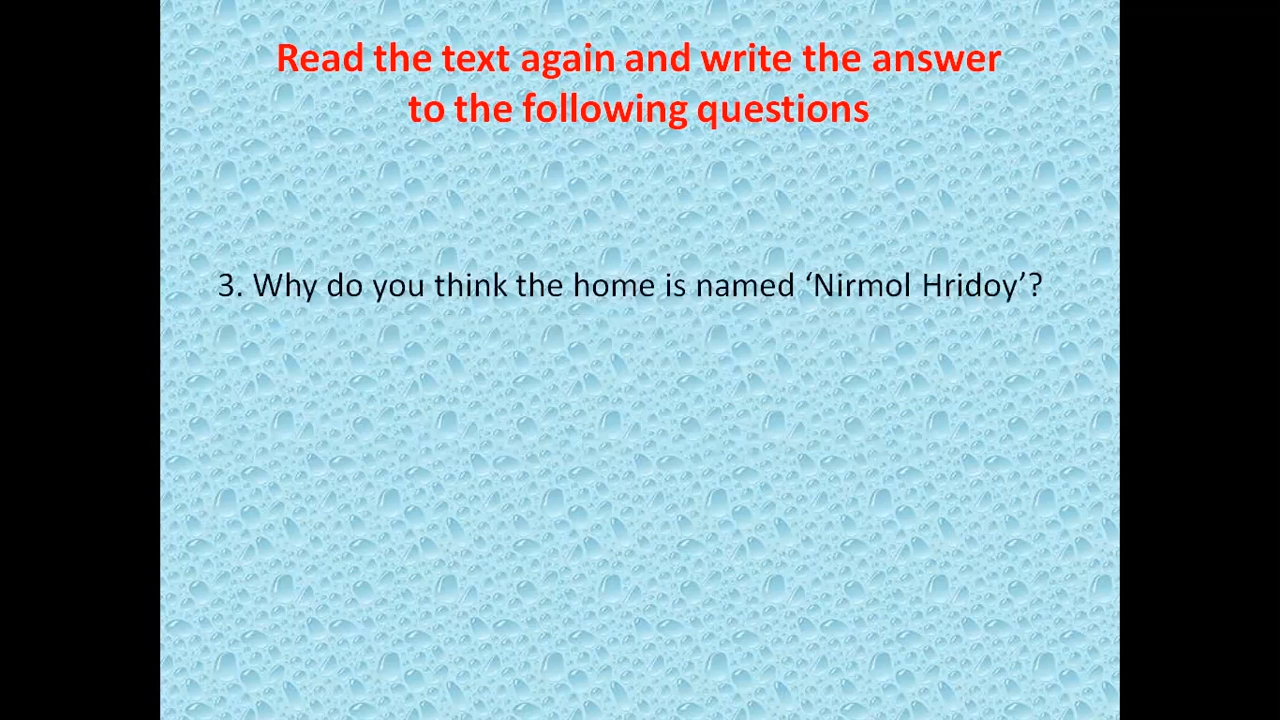 Read the text again and write the answer
to the following questions
3. Why do you think the home is named ‘Nirmol Hridoy’?